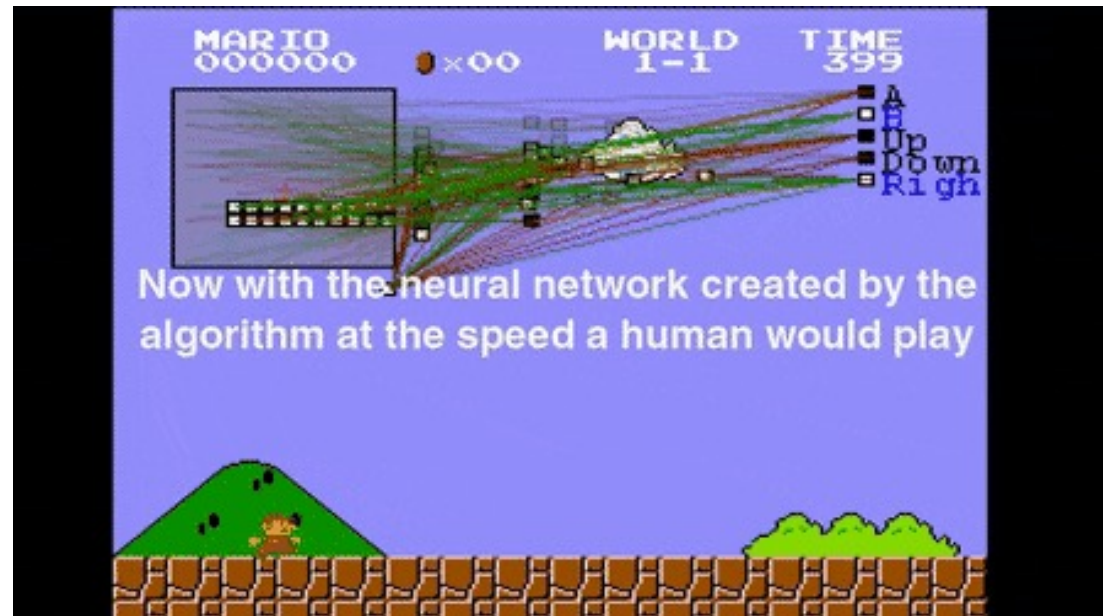 MARIO WORLD TIME
000000 ×00 1-1 399
A
B
Up
Down
Righ
Now with the neural network created by the
algorithm at the speed a human would play